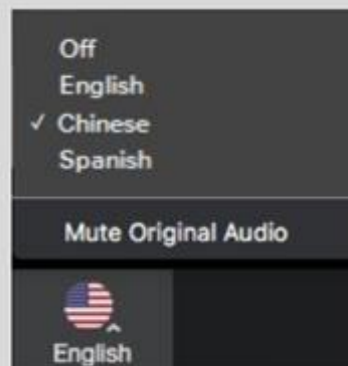 Off
English
✓ Chinese
Spanish
Mute Original Audio
English